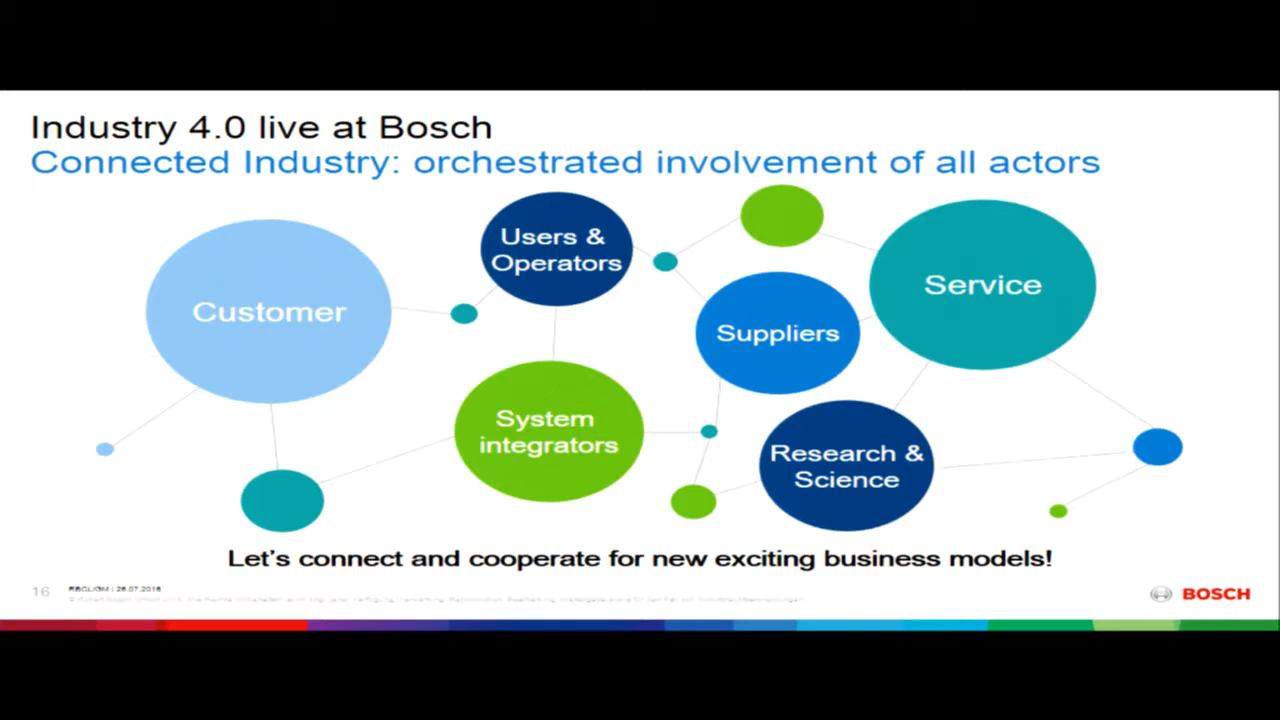 Industry 4.0 live at Bosch
Connected Industry: orchestrated involvement of all actors
Users &
Operators
Service
Customer
Suppliers
System
integrators
Research &
Science
Let's connect and cooperate for new exciting business models!
16
BOSCH